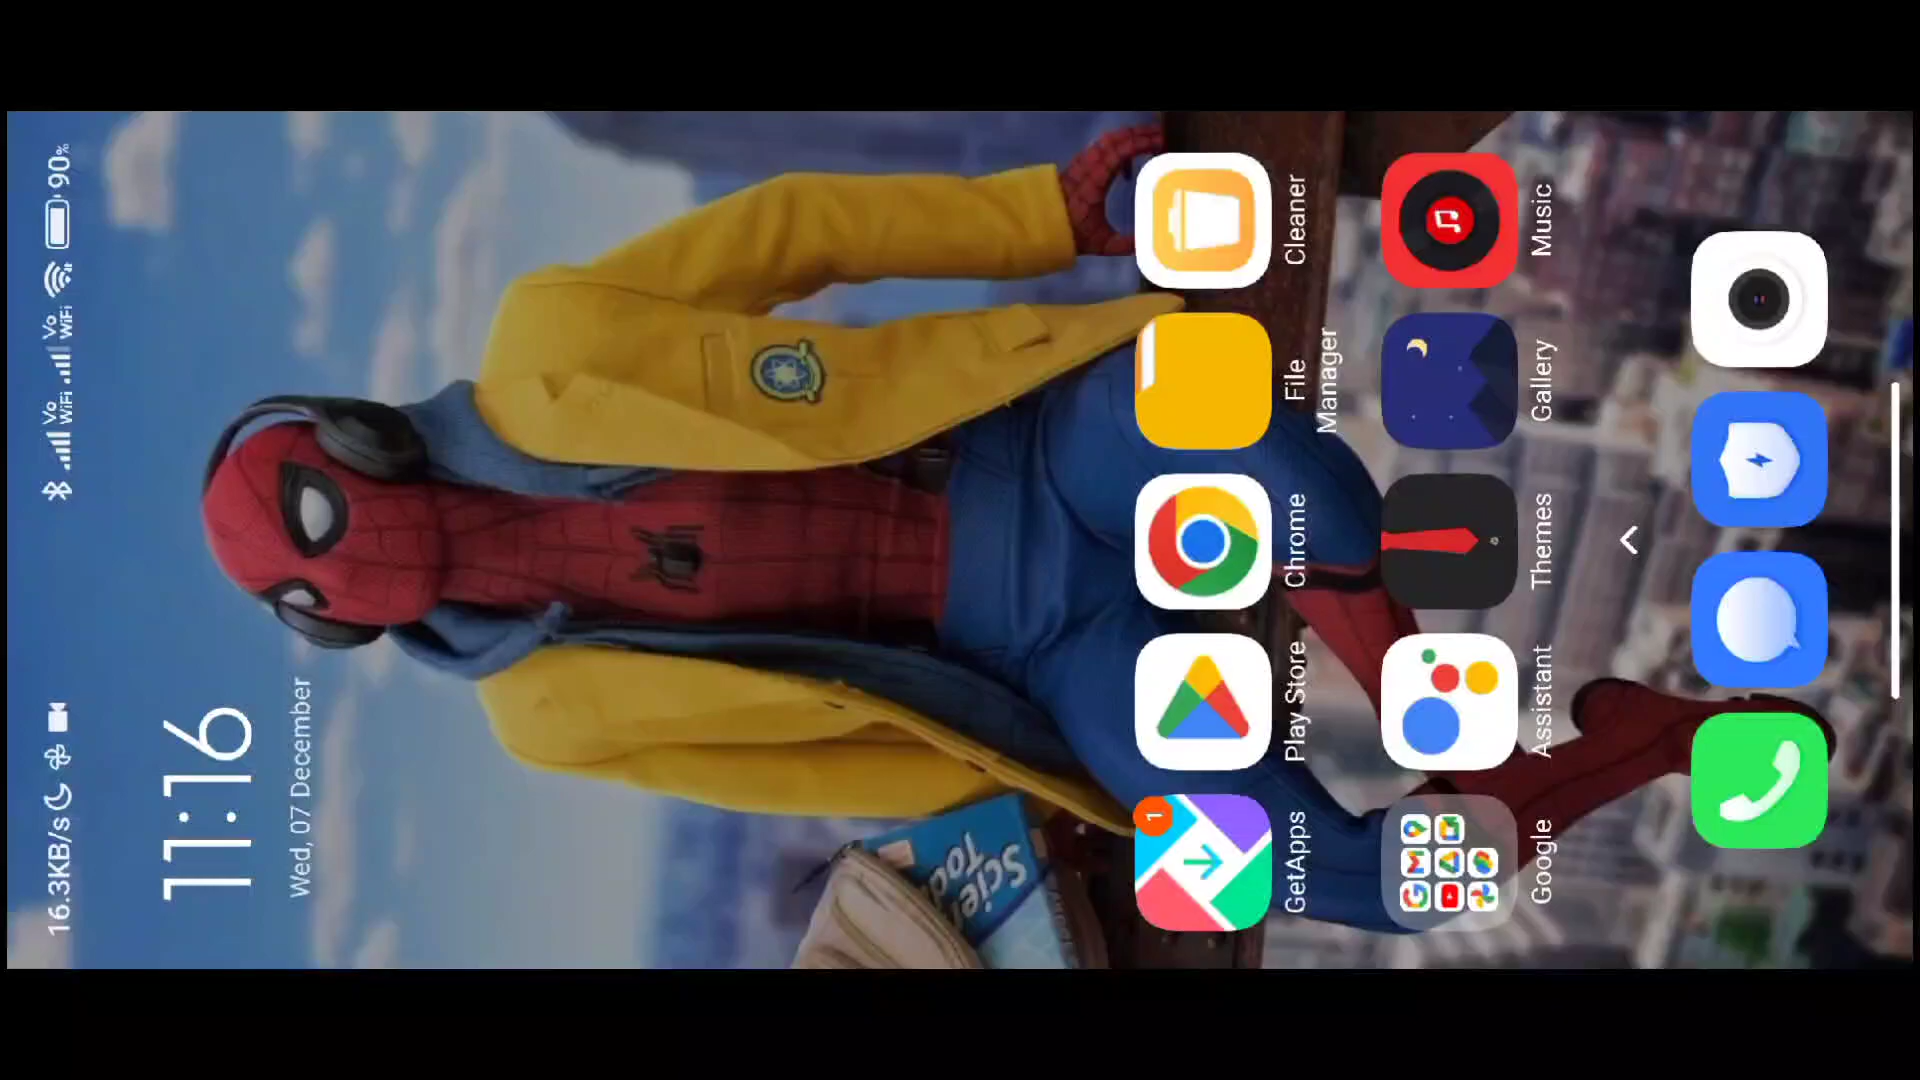 16.3KB/s Vo WiFi Vo WiFi 90%
11:16
Wed, 07 December
1
GetApps Play Store Chrome File Manager Cleaner
Google Assistant Themes Gallery Music